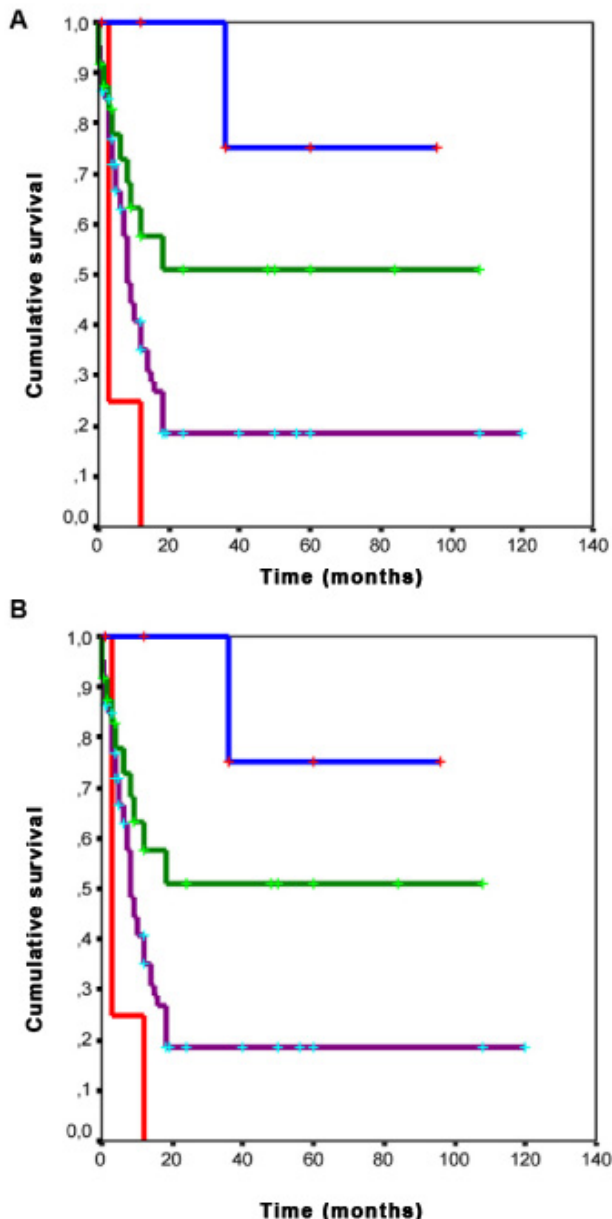 A
1,0
,9
,8
,7
,6
,5
,4
,3
,2
,1
0,0
Cumulative survival
0 20 40 60 80 100 120 140
Time (months)
B
1,0
,9
,8
,7
,6
,5
,4
,3
,2
,1
0,0
Cumulative survival
0 20 40 60 80 100 120 140
Time (months)